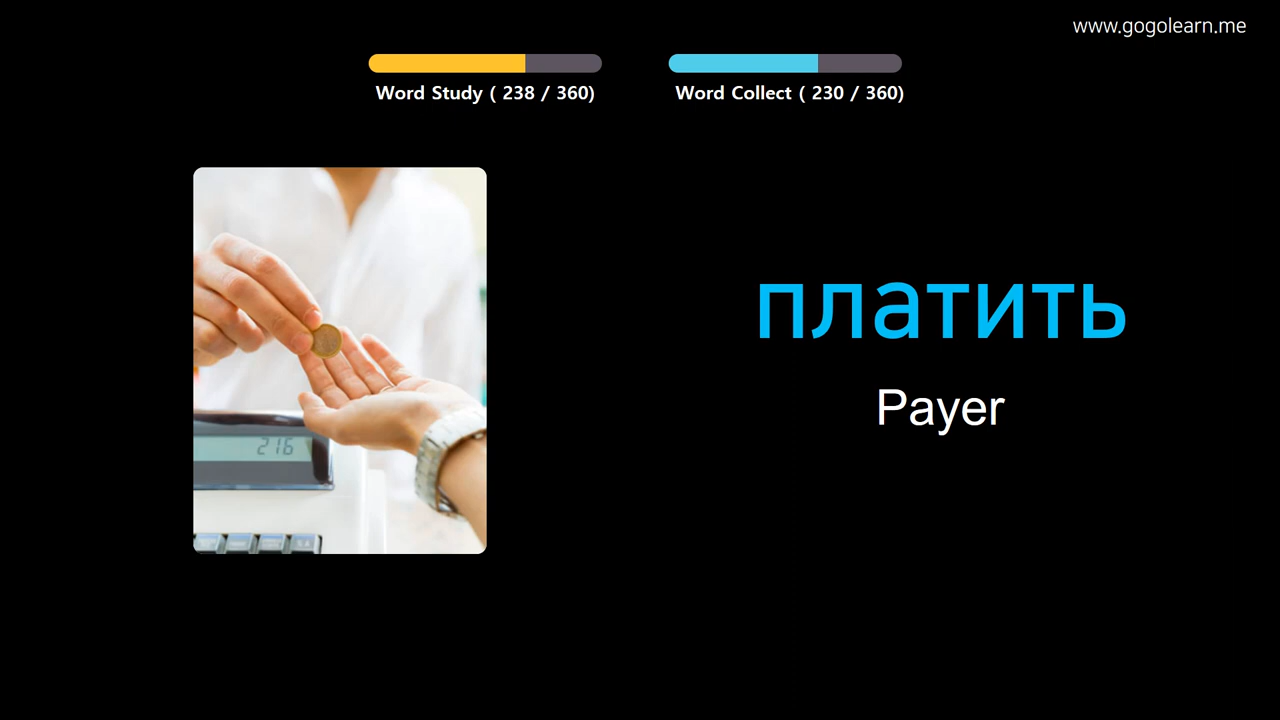 www.gogolearn.me
Word Study ( 238 / 360)
Word Collect ( 230 / 360)
платить
Payer
216